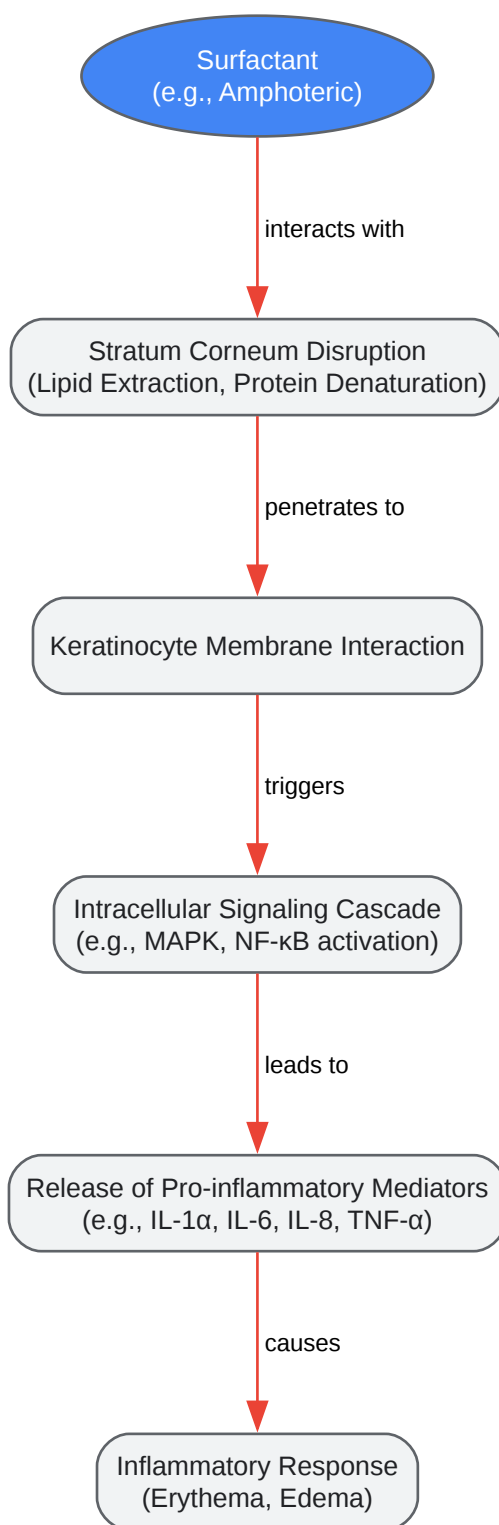 Surfactant
(e.g., Amphoteric)
interacts with
Stratum Corneum Disruption
(Lipid Extraction, Protein Denaturation)
penetrates to
Keratinocyte Membrane Interaction
triggers
Intracellular Signaling Cascade
(e.g., MAPK, NF-κB activation)
leads to
Release of Pro-inflammatory Mediators
(e.g., IL-1α, IL-6, IL-8, TNF-α)
causes
Inflammatory Response
(Erythema, Edema)